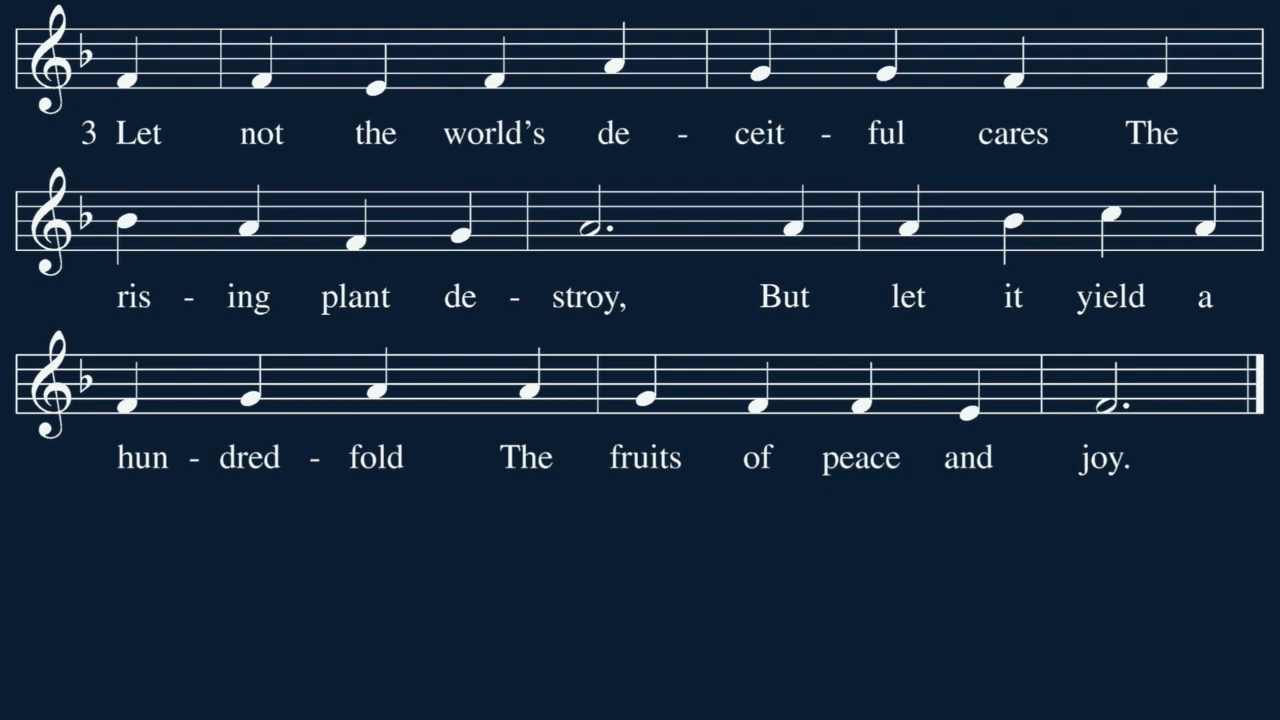 3 Let not the world's de - ceit - ful cares The
ris - ing plant de - stroy, But let it yield a
hun - dred - fold The fruits of peace and joy.